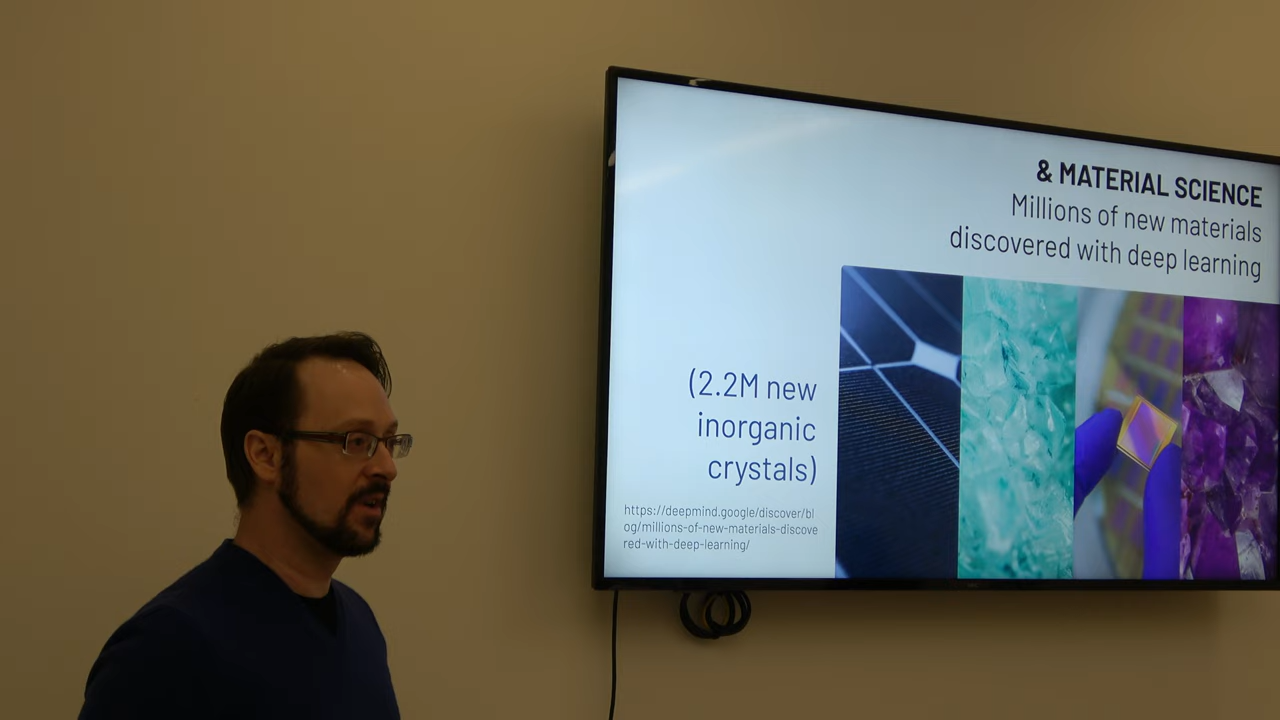 & MATERIAL SCIENCE
Millions of new materials
discovered with deep learning
(2.2M new
inorganic
crystals)
https://deepmind.google/discover/bl
og/millions-of-new-materials-discove
red-with-deep-learning/